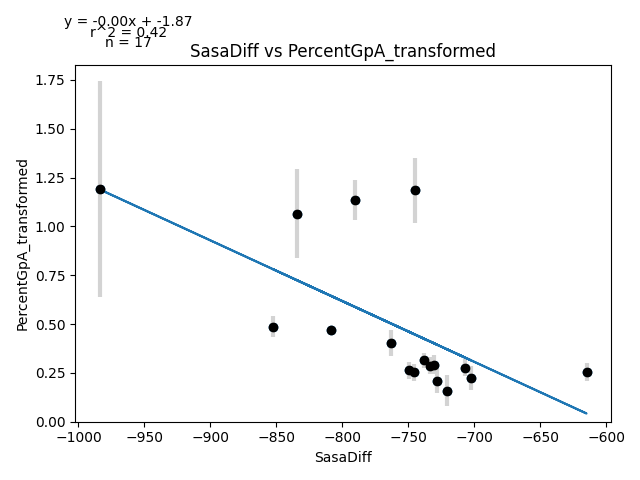 y = -0.00x + -1.87
r^2 = 0.42
n = 17
SasaDiff vs PercentGpA_transformed
PercentGpA_transformed
1.75
1.50
1.25
1.00
0.75
0.50
0.25
0.00
−1000 −950 −900 −850 −800 −750 −700 −650 −600
SasaDiff